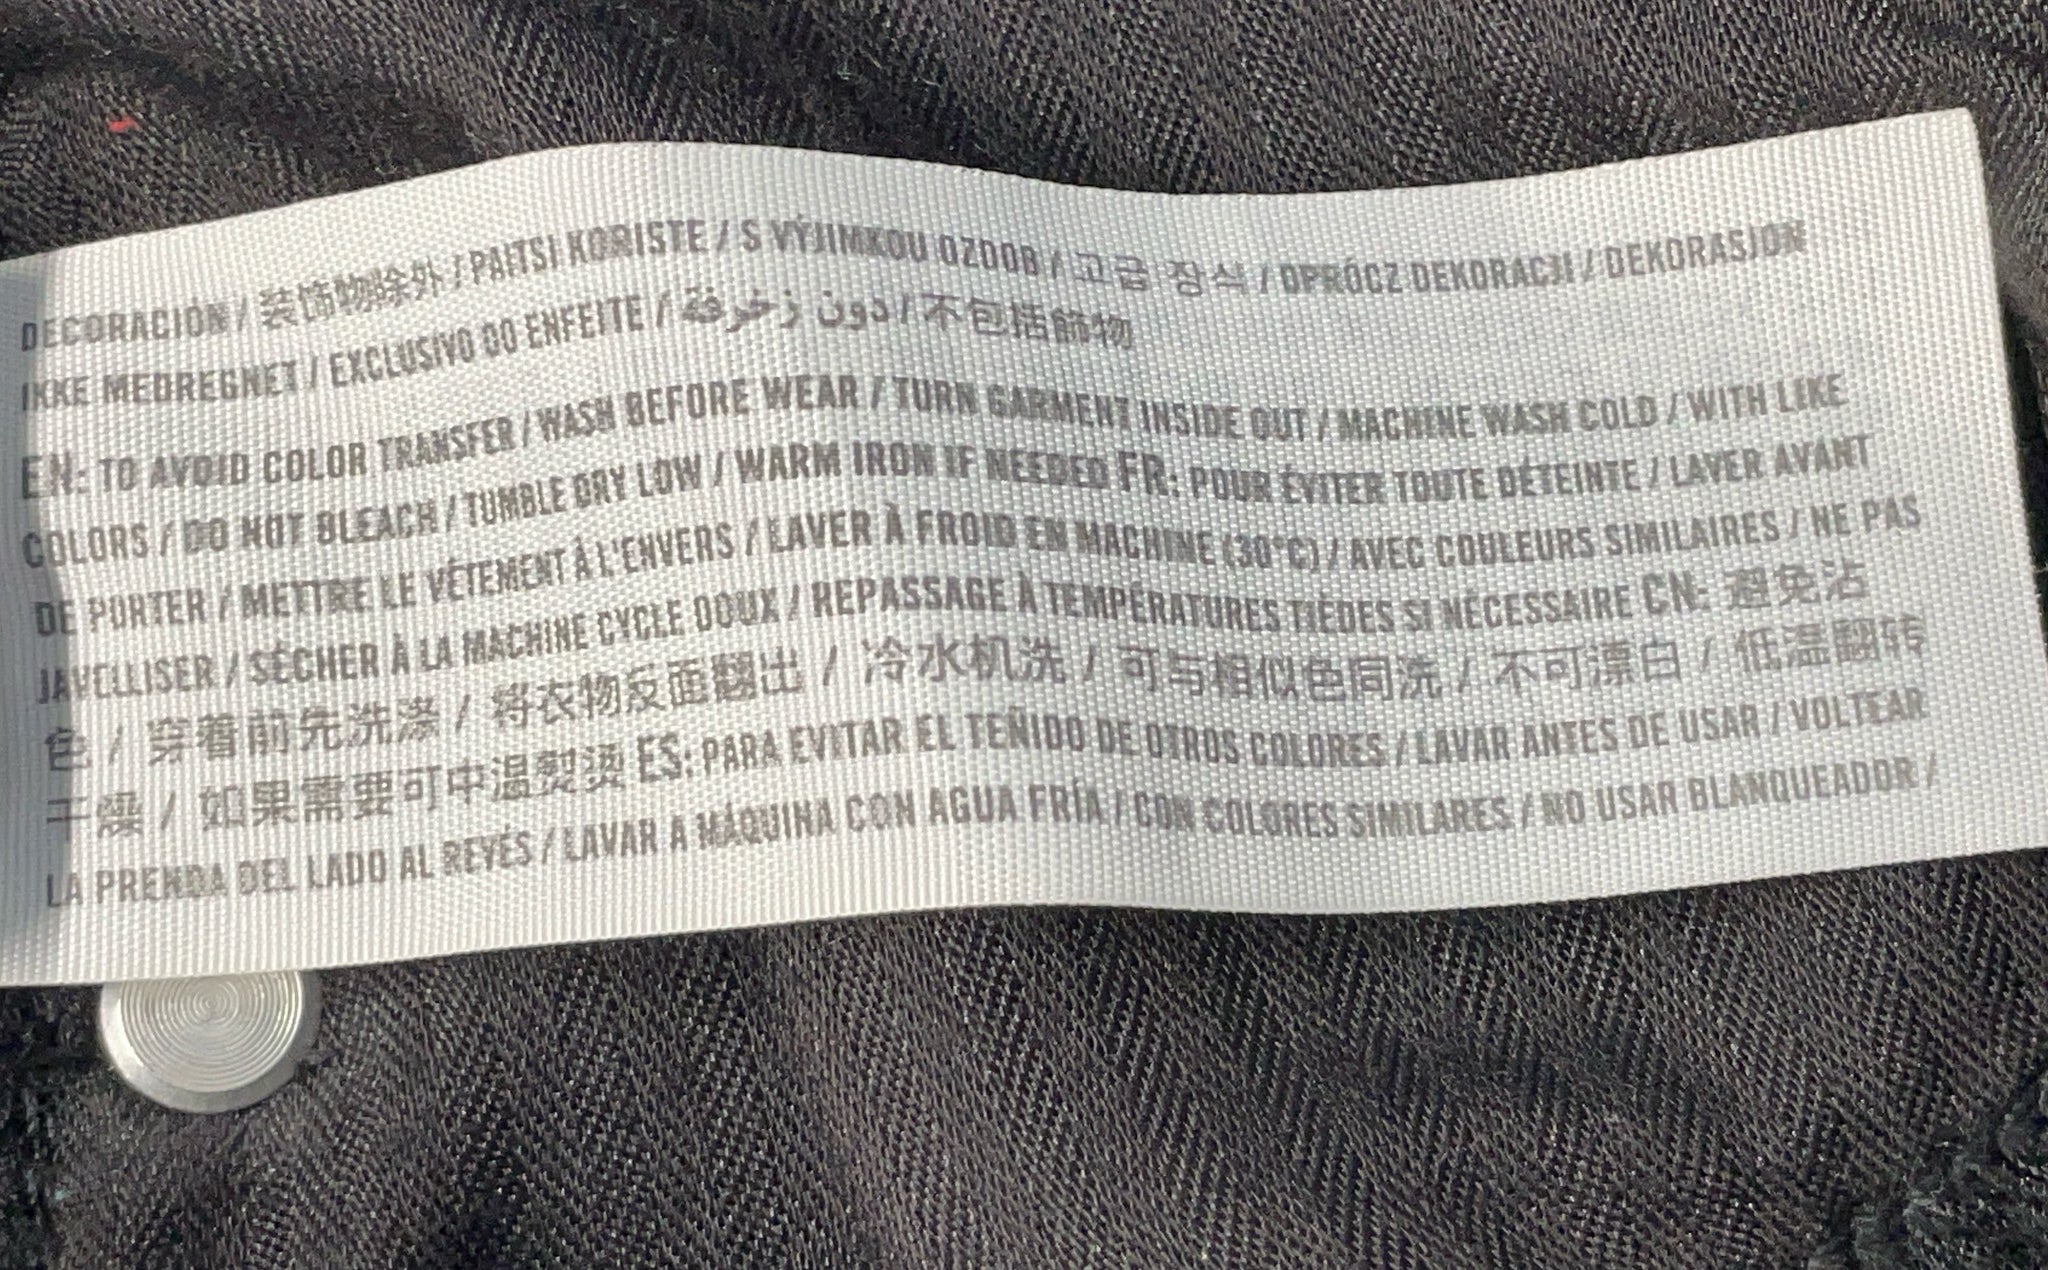 DECORACIÓN / 装飾物除外 / PAITSI KORISTE / S VÝJIMKOU OZDOB / 고급 장식 / OPRÓCZ DEKORACJI / DEKORASJON
IKKE MEDREGNET / EXCLUSIVO DO ENFEITE / دون زخرفة / 不包括飾物
EN: TO AVOID COLOR TRANSFER / WASH BEFORE WEAR / TURN GARMENT INSIDE OUT / MACHINE WASH COLD / WITH LIKE
COLORS / DO NOT BLEACH / TUMBLE DRY LOW / WARM IRON IF NEEDED FR: POUR ÉVITER TOUTE DÉTEINTE / LAVER AVANT
DE PORTER / METTRE LE VÊTEMENT À L'ENVERS / LAVER À FROID EN MACHINE (30°C) / AVEC COULEURS SIMILAIRES / NE PAS
JAVELLISER / SÉCHER À LA MACHINE CYCLE DOUX / REPASSAGE À TEMPÉRATURES TIEDES SI NÉCESSAIRE CN: 避免沾
色 / 穿着前先洗涤 / 将衣物反面翻出 / 冷水机洗 / 可与相似色同洗 / 不可漂白 / 低温翻转
干燥 / 如果需要可中温熨烫 ES: PARA EVITAR EL TEÑIDO DE OTROS COLORES / LAVAR ANTES DE USAR / VOLTEAR
LA PRENDA DEL LADO AL REVÉS / LAVAR A MÁQUINA CON AGUA FRÍA / CON COLORES SIMILARES / NO USAR BLANQUEADOR /